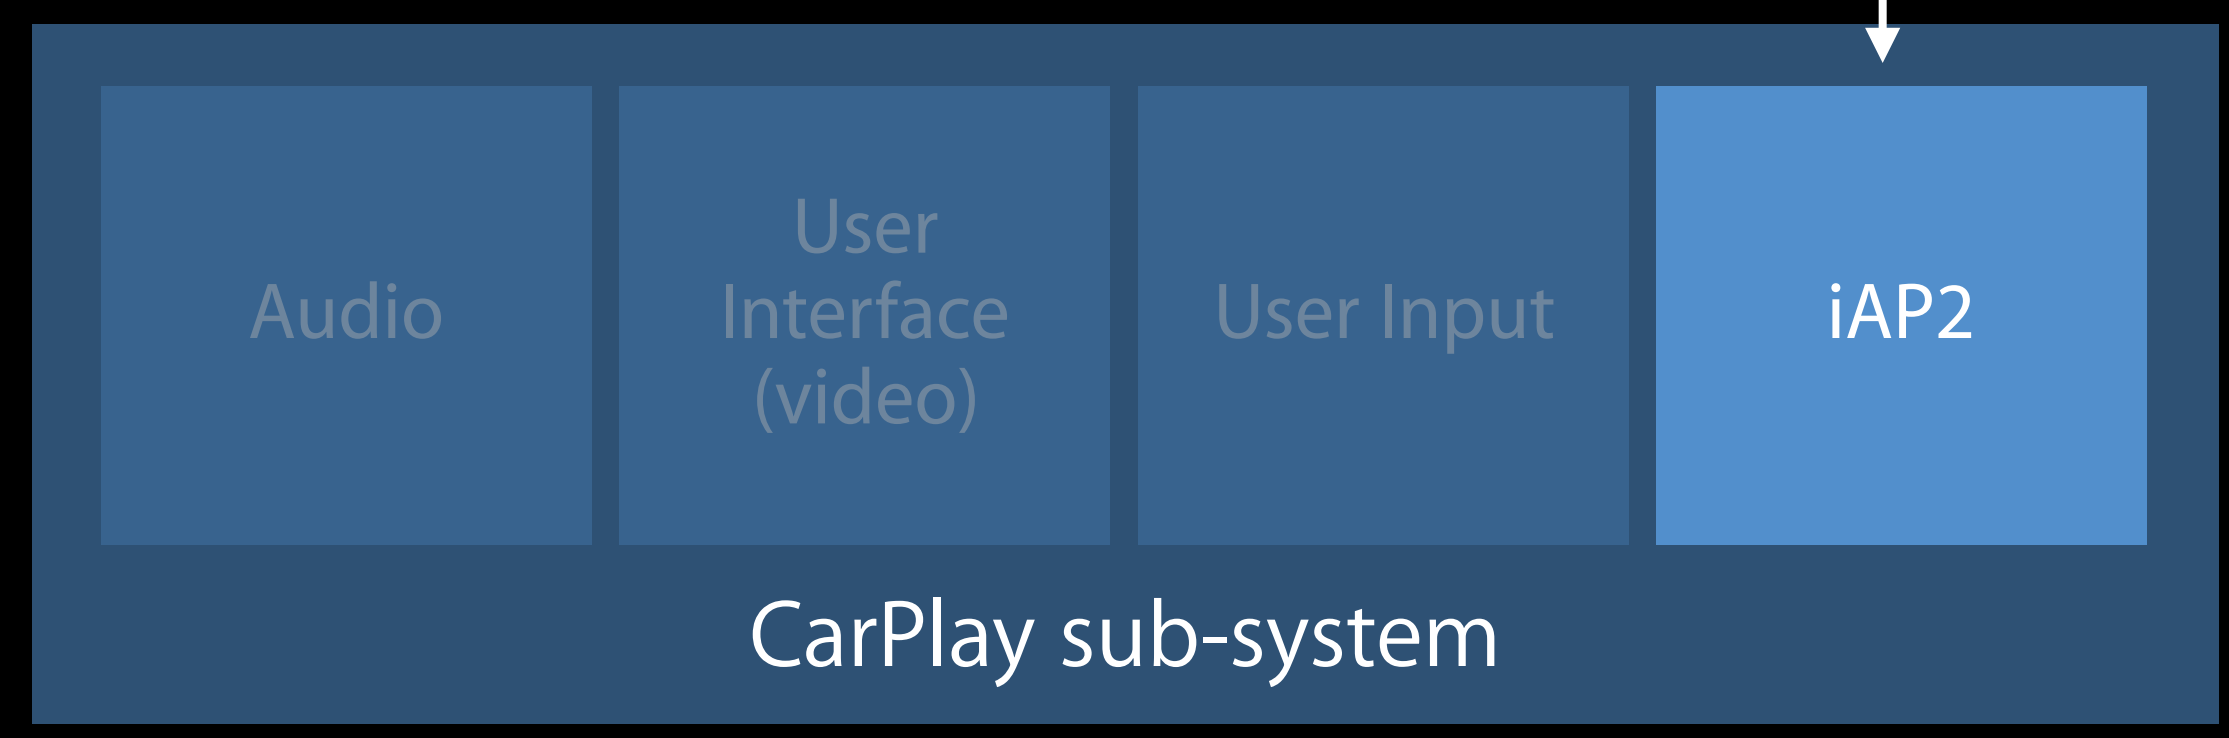 Audio
User
Interface
(video)
User Input
iAP2
CarPlay sub-system